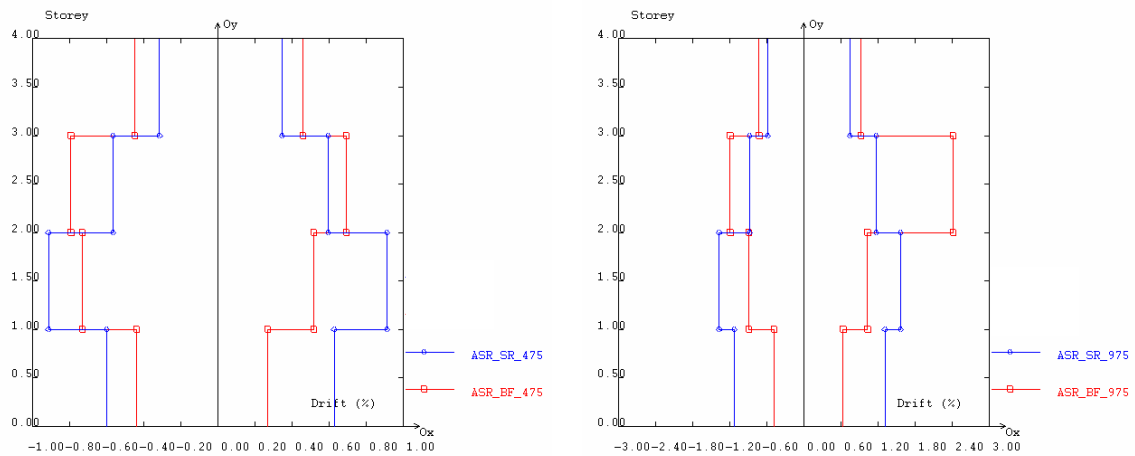 Storey
Oy
4.00
3.50
3.00
2.50
2.00
1.50
1.00
0.50
0.00
ASR_SR_475
ASR_BF_475
Drift (%)
Ox
-1.00-0.80-0.60-0.40-0.20 0.00 0.20 0.40 0.60 0.80 1.00
Storey
Oy
4.00
3.50
3.00
2.50
2.00
1.50
1.00
0.50
0.00
ASR_SR_975
ASR_BF_975
Drift (%)
Ox
-3.00-2.40-1.80-1.20-0.60 0.00 0.60 1.20 1.80 2.40 3.00